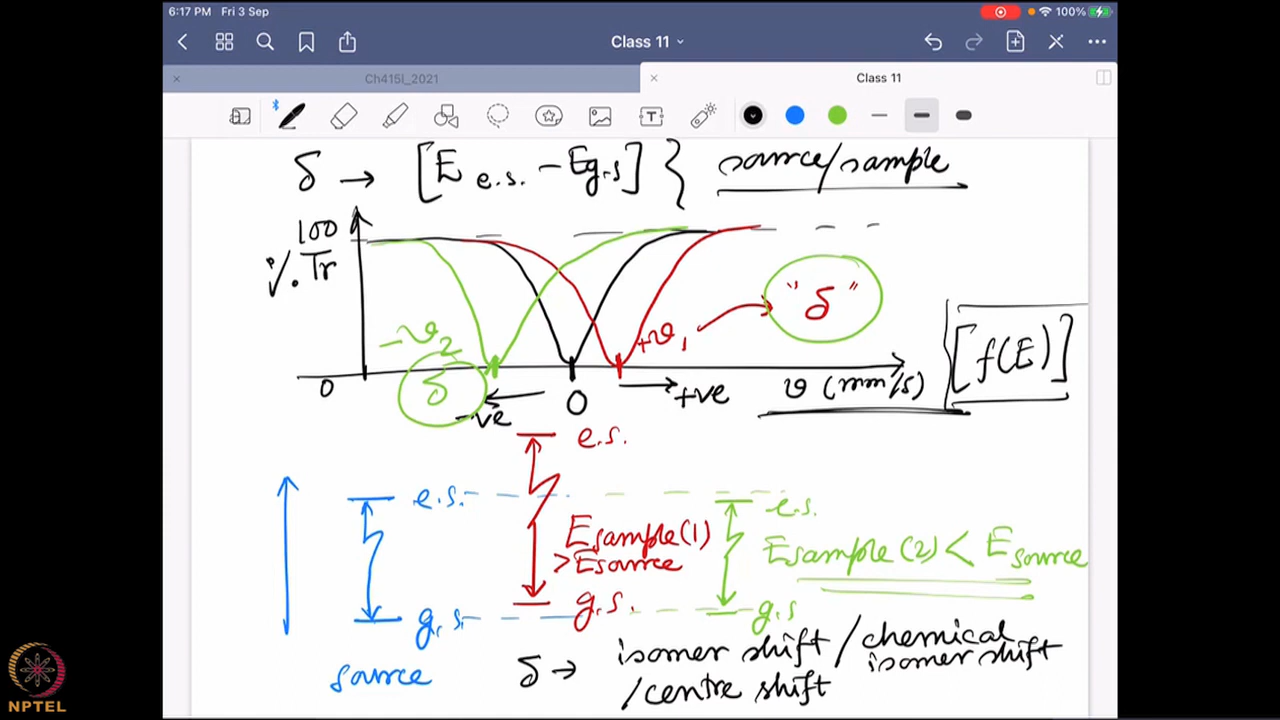 6:17 PM Fri 3 Sep
100%
Class 11
Ch415I_2021
Class 11
T
δ → [E e.s. − Eg.s] } source/sample
100
% Tr
"δ"
−ϑ2
+ϑ1
[f(E)]
δ
0
−ve
0
+ve
ϑ (mm/s)
e.s.
e.s.
e.s.
Esample(1)
>Esource
Esample(2) < Esource
g.s.
g.s.
g.s
source
δ → isomer shift / chemical isomer shift
/centre shift
NPTEL